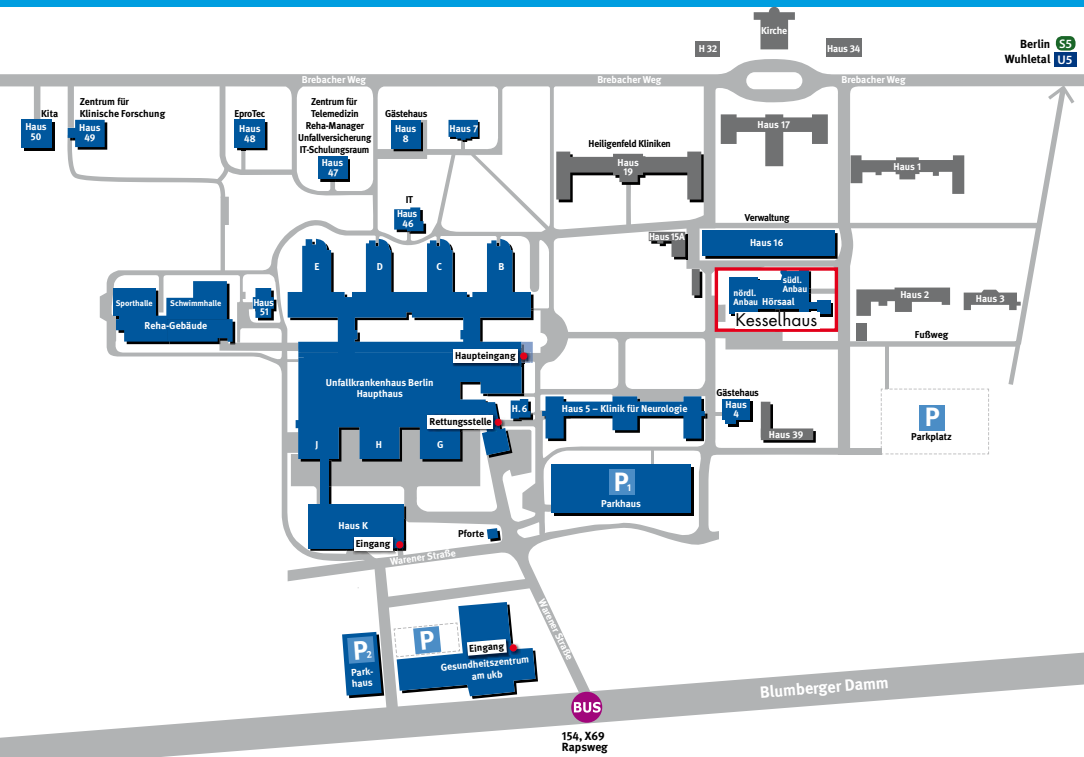 Kirche
H 32
Haus 34
Berlin S5
Wuhletal U5
Brebacher Weg
Brebacher Weg
Brebacher Weg
Kita
Haus
50
Zentrum für
Klinische Forschung
Haus
49
EproTec
Haus
48
Zentrum für
Telemedizin
Reha-Manager
Unfallversicherung
IT-Schulungsraum
Haus
47
Gästehaus
Haus
8
Haus 7
Heiligenfeld Kliniken
Haus
19
Haus 17
Haus 1
IT
Haus
46
Verwaltung
Haus 15A
Haus 16
E
D
C
B
Sporthalle
Schwimmhalle
Reha-Gebäude
Haus
51
südl.
Anbau
nördl.
Anbau
Hörsaal
Kesselhaus
Haus 2
Haus 3
Fußweg
Haupteingang
Unfallkrankenhaus Berlin
Haupthaus
Rettungsstelle
H. 6
Haus 5 – Klinik für Neurologie
Gästehaus
Haus
4
Haus 39
P
Parkplatz
J
H
G
P1
Parkhaus
Haus K
Eingang
Pforte
Warener Straße
Warener Straße
P2
Park-
haus
P
Eingang
Gesundheitszentrum
am ukb
Blumberger Damm
BUS
154, X69
Rapsweg